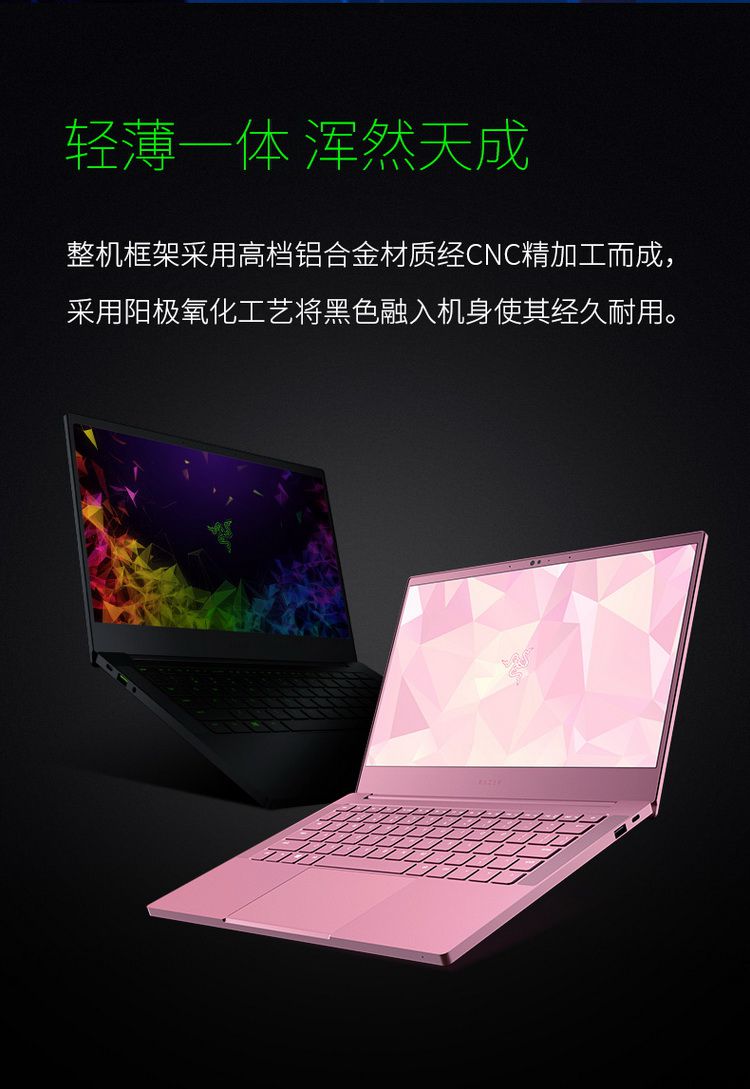 轻薄一体 浑然天成
整机框架采用高档铝合金材质经CNC精加工而成，
采用阳极氧化工艺将黑色融入机身使其经久耐用。
RAZER